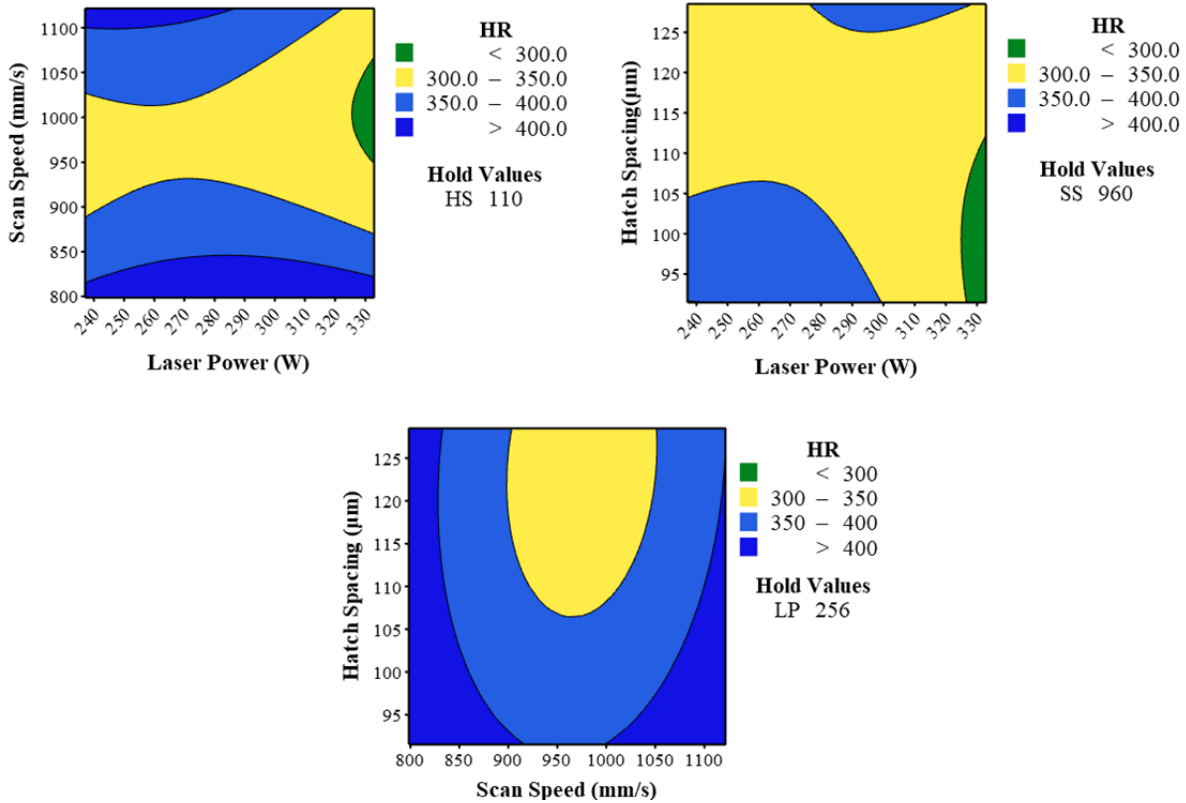 1100
1050
1000
950
900
850
800
Scan Speed (mm/s)
240 250 260 270 280 290 300 310 320 330
Laser Power (W)
HR
< 300.0
300.0 – 350.0
350.0 – 400.0
> 400.0
Hold Values
HS 110
125
120
115
110
105
100
95
Hatch Spacing(µm)
240 250 260 270 280 290 300 310 320 330
Laser Power (W)
HR
< 300.0
300.0 – 350.0
350.0 – 400.0
> 400.0
Hold Values
SS 960
125
120
115
110
105
100
95
Hatch Spacing (µm)
800 850 900 950 1000 1050 1100
Scan Speed (mm/s)
HR
< 300
300 – 350
350 – 400
> 400
Hold Values
LP 256